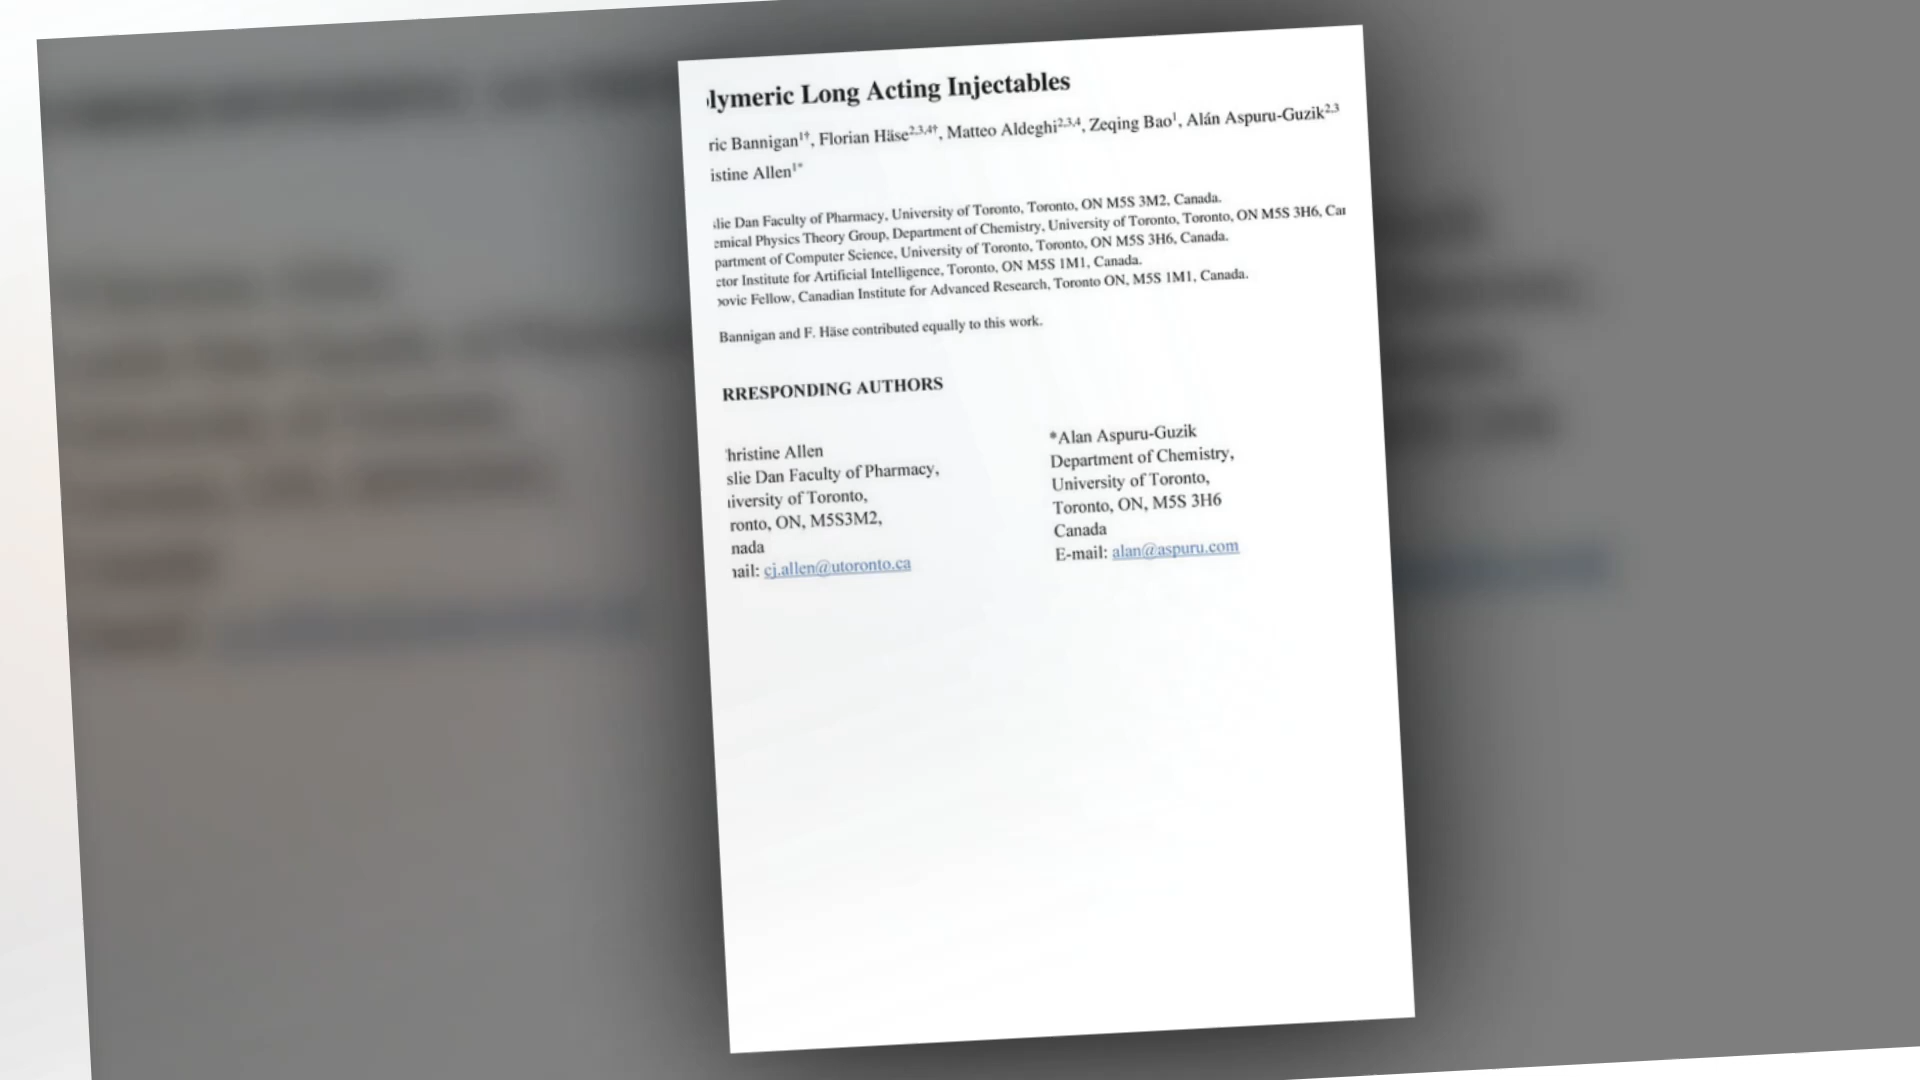 lymeric Long Acting Injectables
ric Bannigan1†, Florian Häse2,3,4†, Matteo Aldeghi2,3,4, Zeqing Bao1, Alán Aspuru-Guzik2,3
istine Allen1*
lie Dan Faculty of Pharmacy, University of Toronto, Toronto, ON M5S 3M2, Canada.
emical Physics Theory Group, Department of Chemistry, University of Toronto, Toronto, ON M5S 3H6, Car
partment of Computer Science, University of Toronto, Toronto, ON M5S 3H6, Canada.
ctor Institute for Artificial Intelligence, Toronto, ON M5S 1M1, Canada.
ovic Fellow, Canadian Institute for Advanced Research, Toronto ON, M5S 1M1, Canada.
Bannigan and F. Häse contributed equally to this work.
RRESPONDING AUTHORS
hristine Allen
slie Dan Faculty of Pharmacy,
iversity of Toronto,
ronto, ON, M5S3M2,
nada
ail: cj.allen@utoronto.ca
*Alan Aspuru-Guzik
Department of Chemistry,
University of Toronto,
Toronto, ON, M5S 3H6
Canada
E-mail: alan@aspuru.com